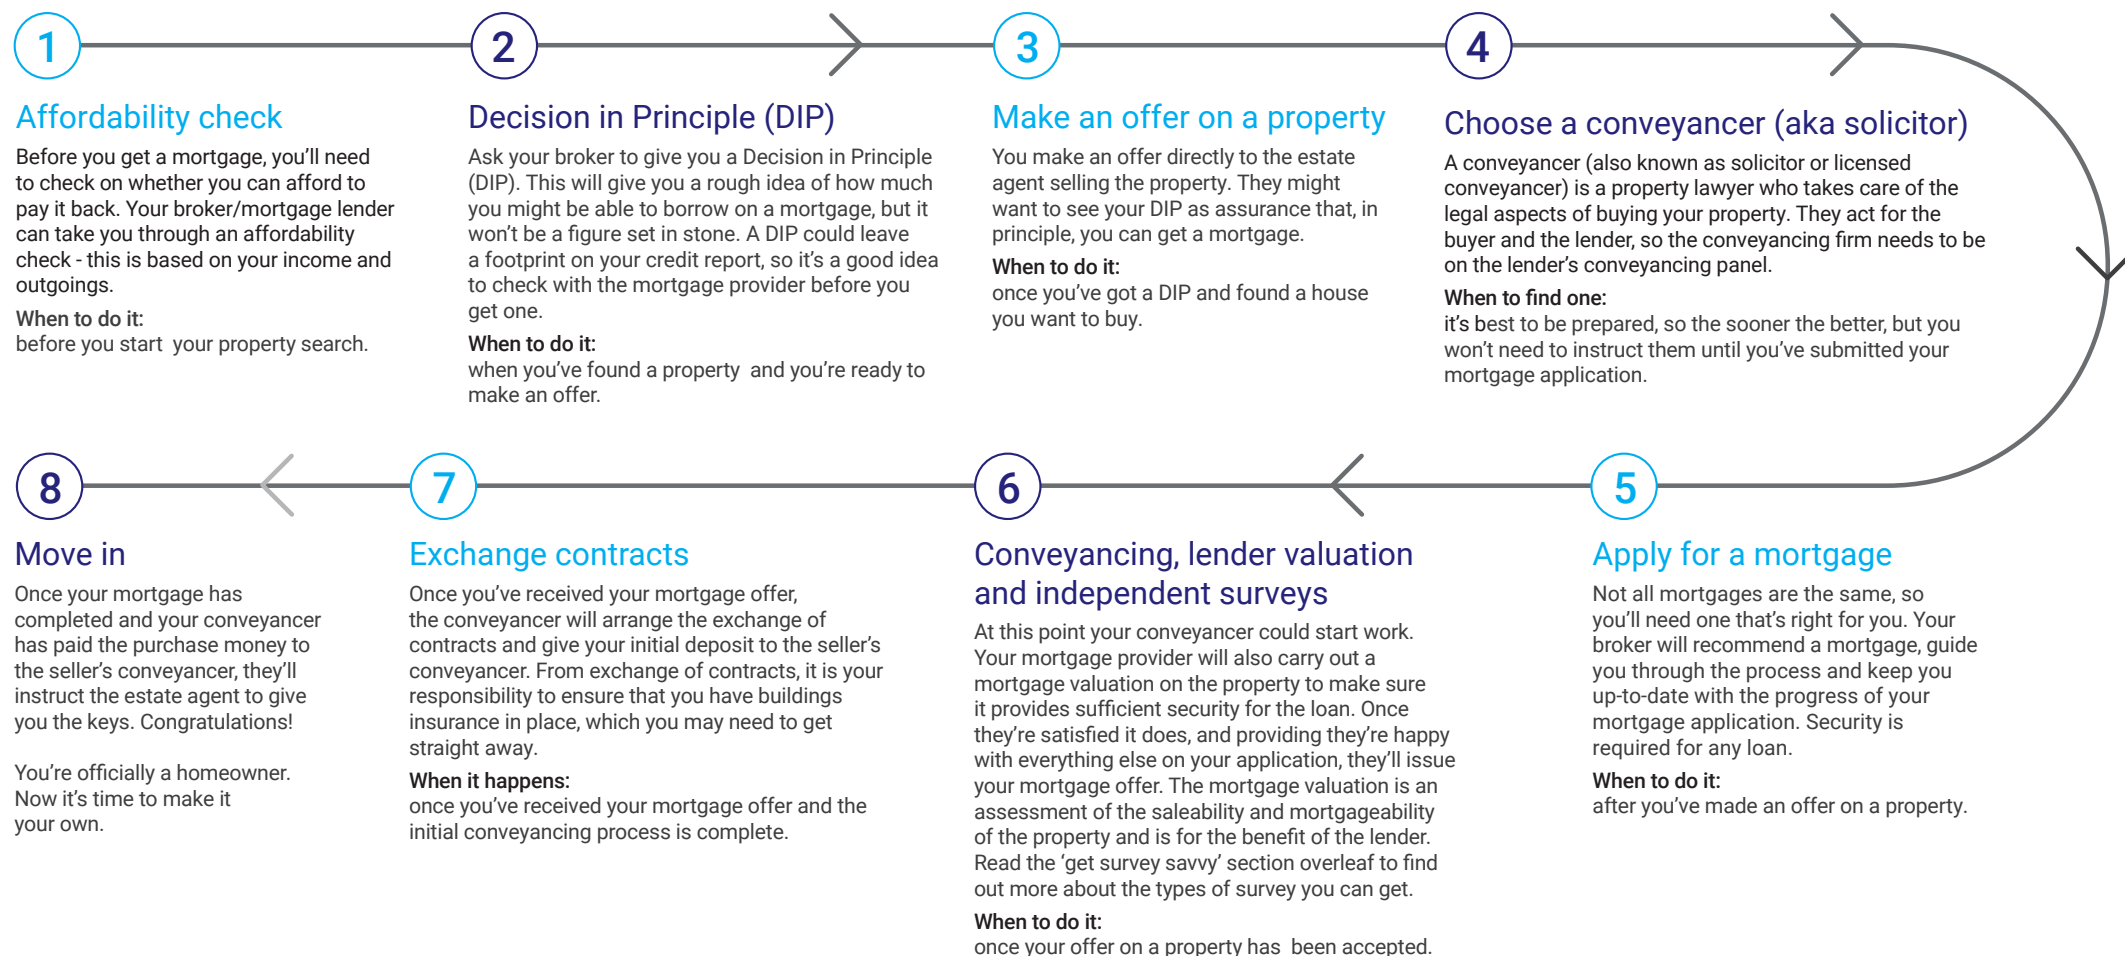 1
Affordability check
Before you get a mortgage, you'll need
to check on whether you can afford to
pay it back. Your broker/mortgage lender
can take you through an affordability
check - this is based on your income and
outgoings.
When to do it:
before you start your property search.
2
Decision in Principle (DIP)
Ask your broker to give you a Decision in Principle
(DIP). This will give you a rough idea of how much
you might be able to borrow on a mortgage, but it
won't be a figure set in stone. A DIP could leave
a footprint on your credit report, so it's a good idea
to check with the mortgage provider before you
get one.
When to do it:
when you've found a property and you're ready to
make an offer.
3
Make an offer on a property
You make an offer directly to the estate
agent selling the property. They might
want to see your DIP as assurance that, in
principle, you can get a mortgage.
When to do it:
once you've got a DIP and found a house
you want to buy.
4
Choose a conveyancer (aka solicitor)
A conveyancer (also known as solicitor or licensed
conveyancer) is a property lawyer who takes care of the
legal aspects of buying your property. They act for the
buyer and the lender, so the conveyancing firm needs to be
on the lender's conveyancing panel.
When to find one:
it's best to be prepared, so the sooner the better, but you
won't need to instruct them until you've submitted your
mortgage application.
5
Apply for a mortgage
Not all mortgages are the same, so
you'll need one that's right for you. Your
broker will recommend a mortgage, guide
you through the process and keep you
up-to-date with the progress of your
mortgage application. Security is
required for any loan.
When to do it:
after you've made an offer on a property.
6
Conveyancing, lender valuation
and independent surveys
At this point your conveyancer could start work.
Your mortgage provider will also carry out a
mortgage valuation on the property to make sure
it provides sufficient security for the loan. Once
they're satisfied it does, and providing they're happy
with everything else on your application, they'll issue
your mortgage offer. The mortgage valuation is an
assessment of the saleability and mortgageability
of the property and is for the benefit of the lender.
Read the 'get survey savvy' section overleaf to find
out more about the types of survey you can get.
When to do it:
once your offer on a property has been accepted.
7
Exchange contracts
Once you've received your mortgage offer,
the conveyancer will arrange the exchange of
contracts and give your initial deposit to the seller's
conveyancer. From exchange of contracts, it is your
responsibility to ensure that you have buildings
insurance in place, which you may need to get
straight away.
When it happens:
once you've received your mortgage offer and the
initial conveyancing process is complete.
8
Move in
Once your mortgage has
completed and your conveyancer
has paid the purchase money to
the seller's conveyancer, they'll
instruct the estate agent to give
you the keys. Congratulations!
You're officially a homeowner.
Now it's time to make it
your own.